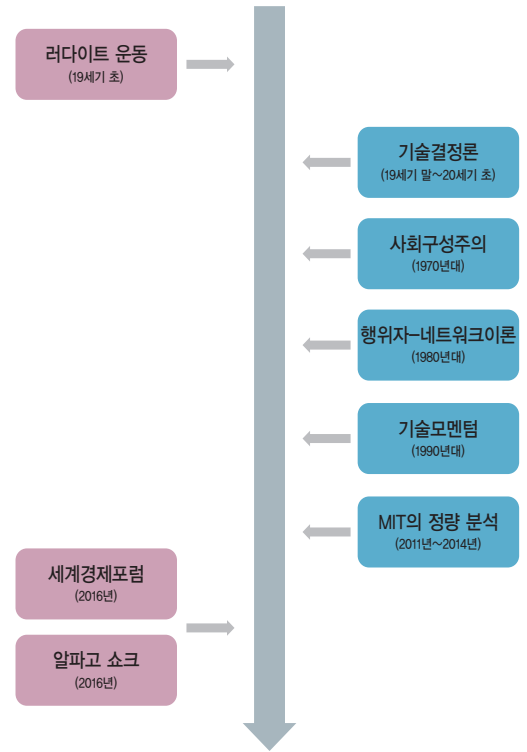 러다이트 운동
(19세기 초)
기술결정론
(19세기 말~20세기 초)
사회구성주의
(1970년대)
행위자-네트워크이론
(1980년대)
기술모멘텀
(1990년대)
MIT의 정량 분석
(2011년~2014년)
세계경제포럼
(2016년)
알파고 쇼크
(2016년)